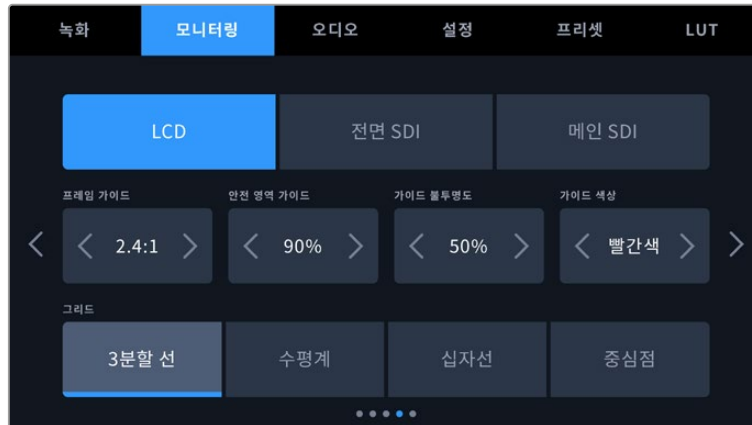 녹화 모니터링 오디오 설정 프리셋 LUT
LCD 전면 SDI 메인 SDI
프레임 가이드 안전 영역 가이드 가이드 불투명도 가이드 색상
2.4:1 90% 50% 빨간색
그리드
3분할 선 수평계 십자선 중심점